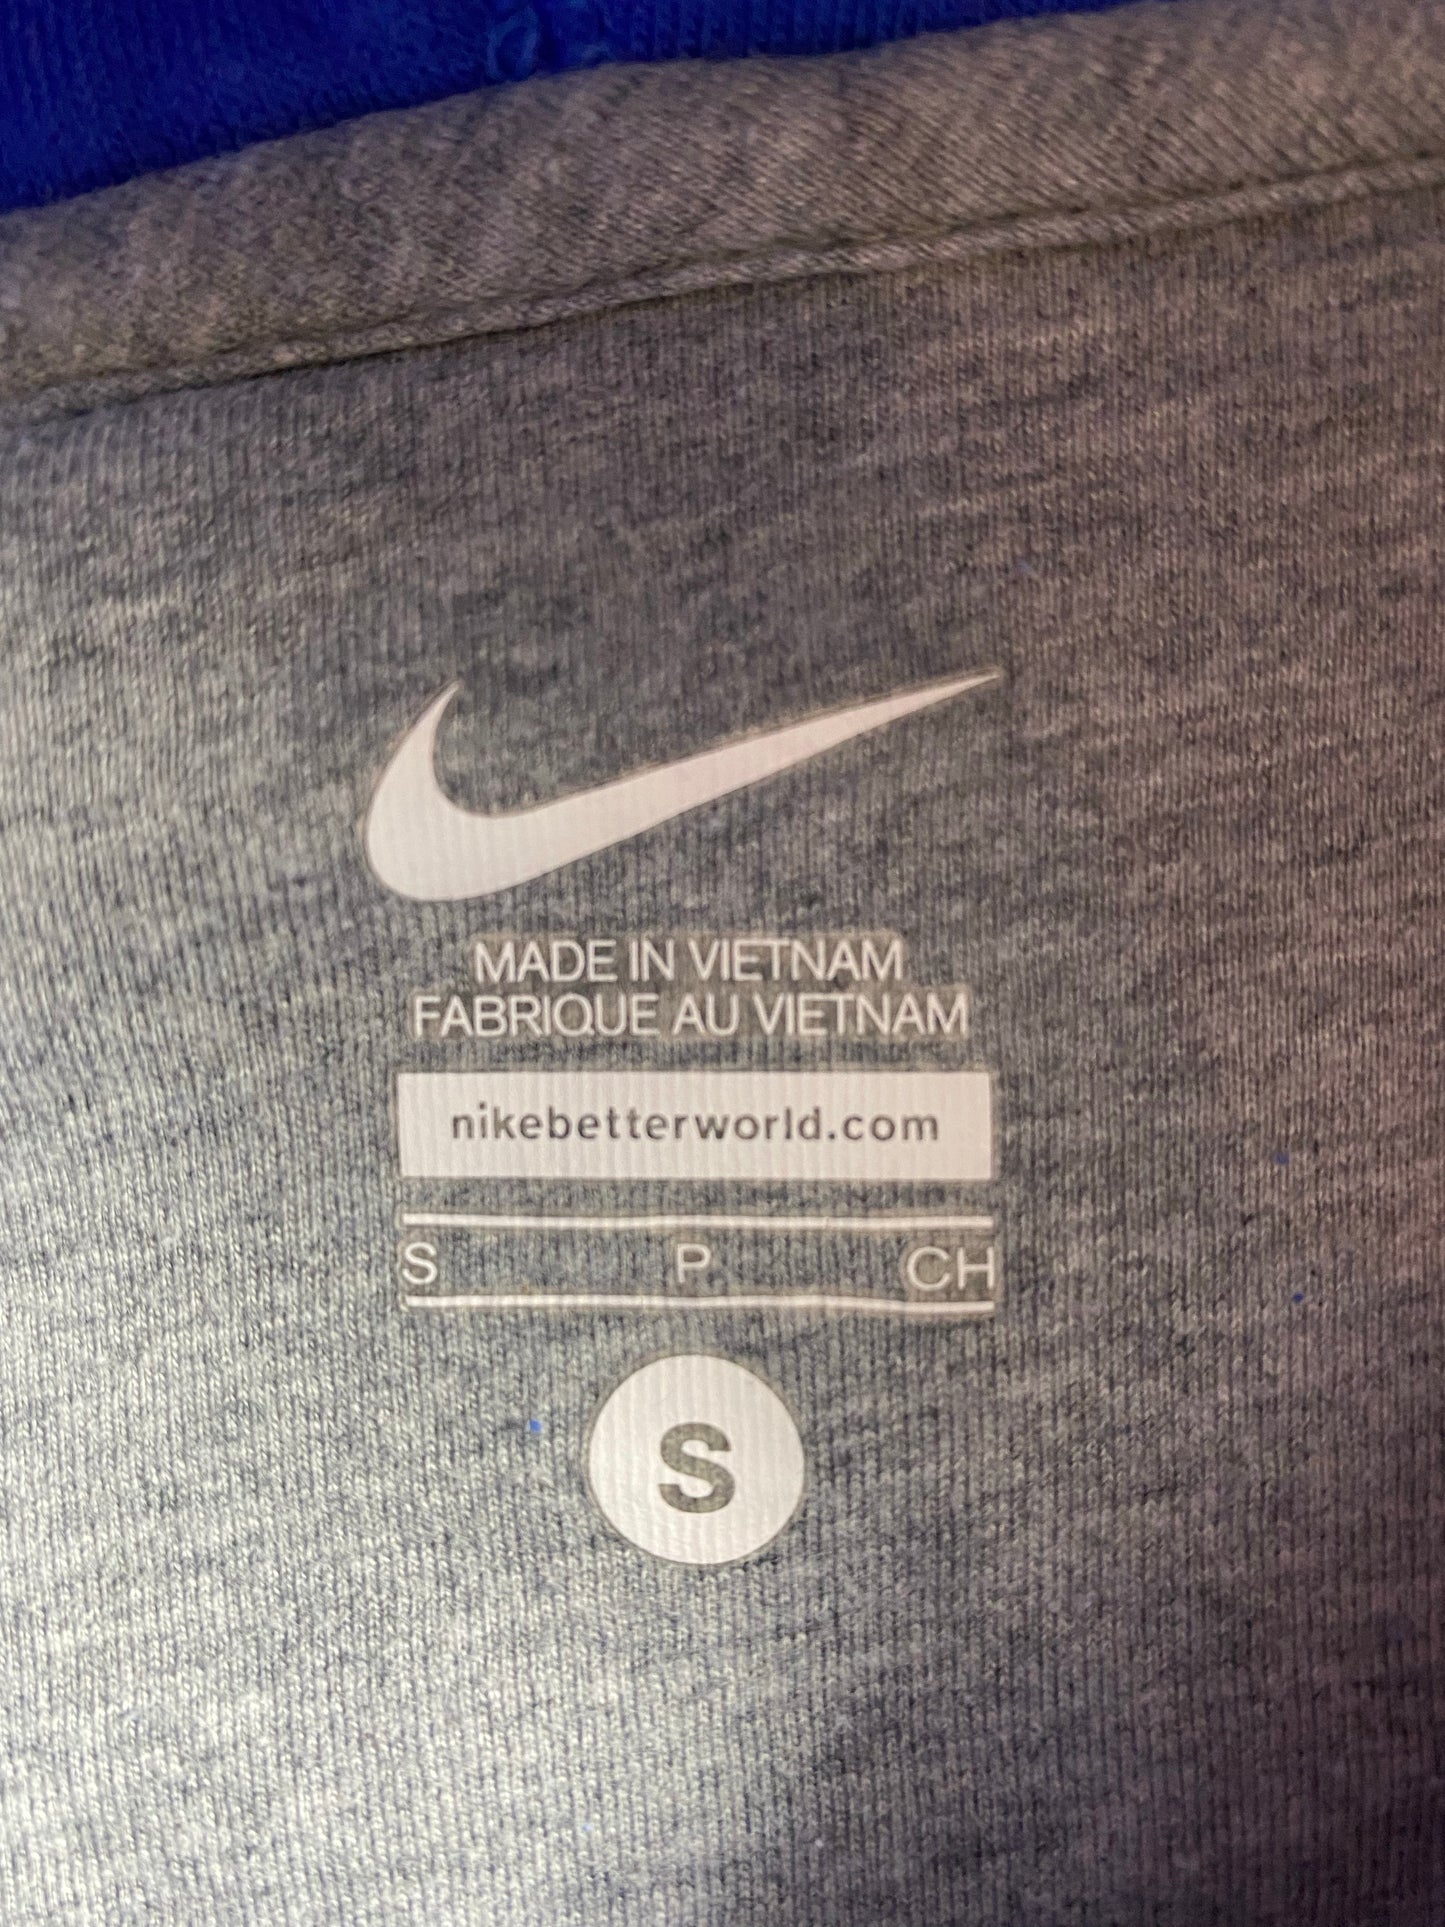 MADE IN VIETNAM
FABRIQUE AU VIETNAM
nikebetterworld.com
S P CH
S